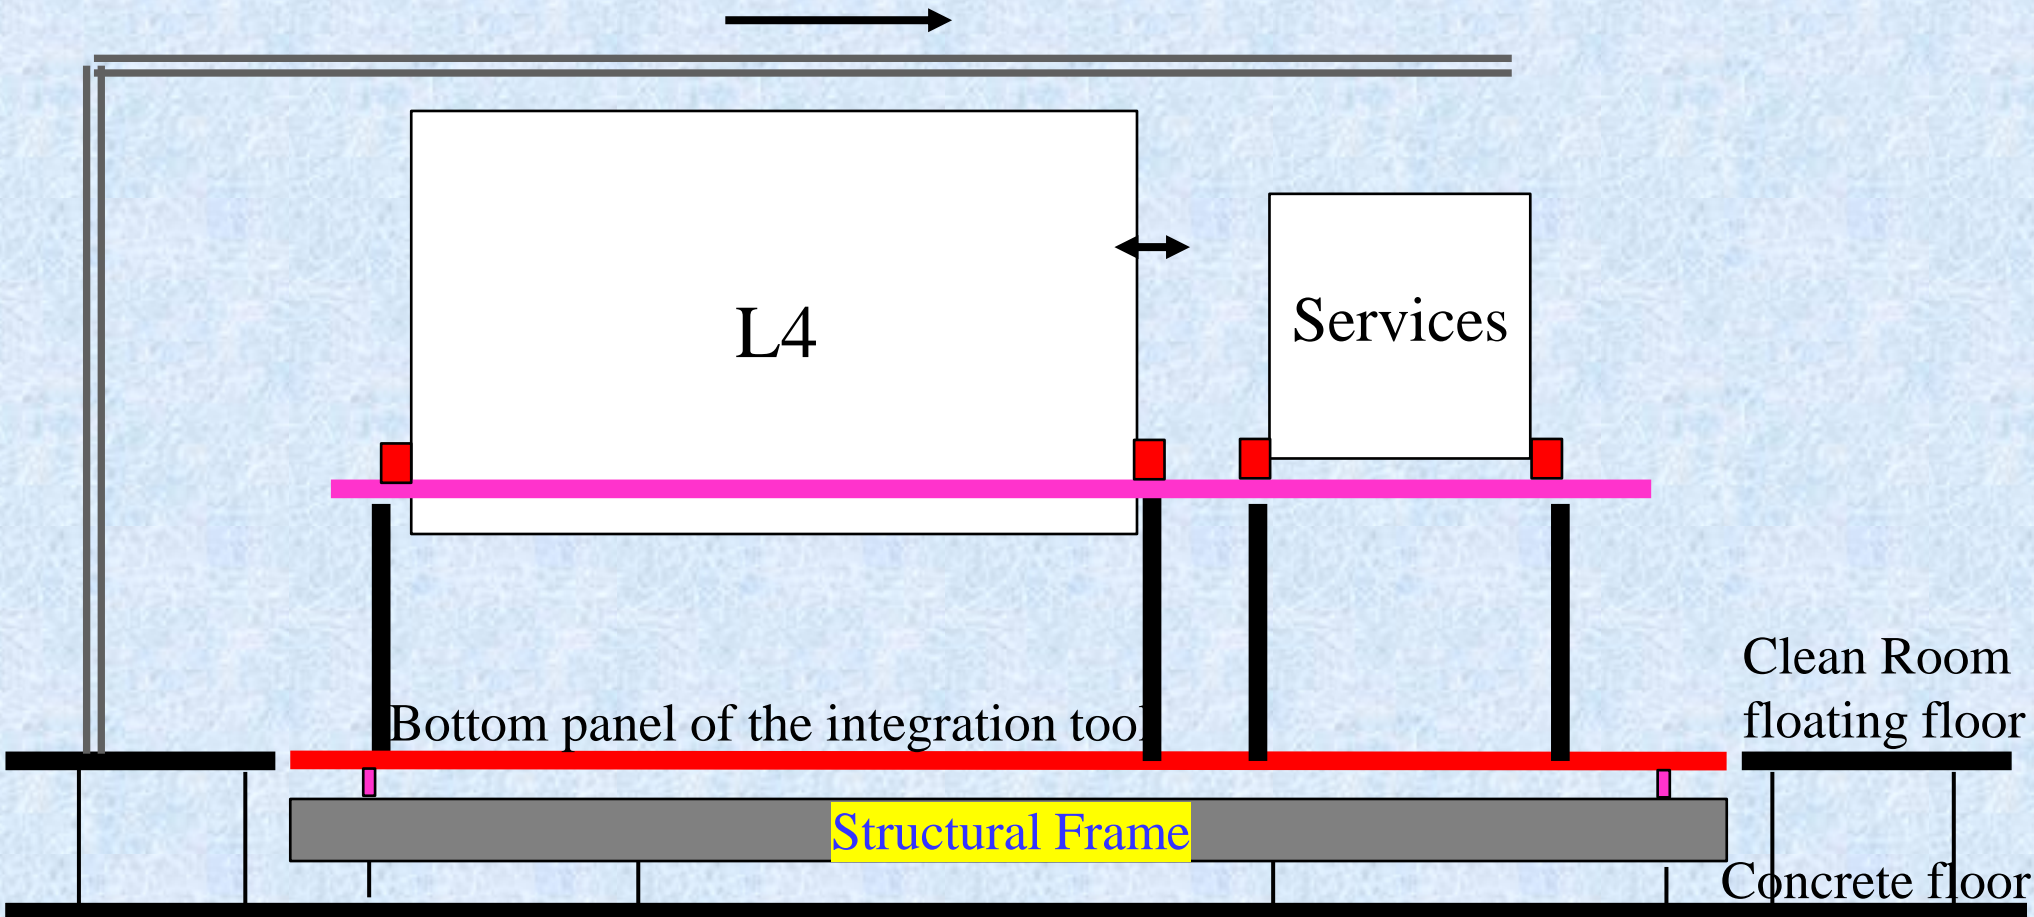 L4
Services
Clean Room
floating floor
Bottom panel of the integration tool
Structural Frame
Concrete floor